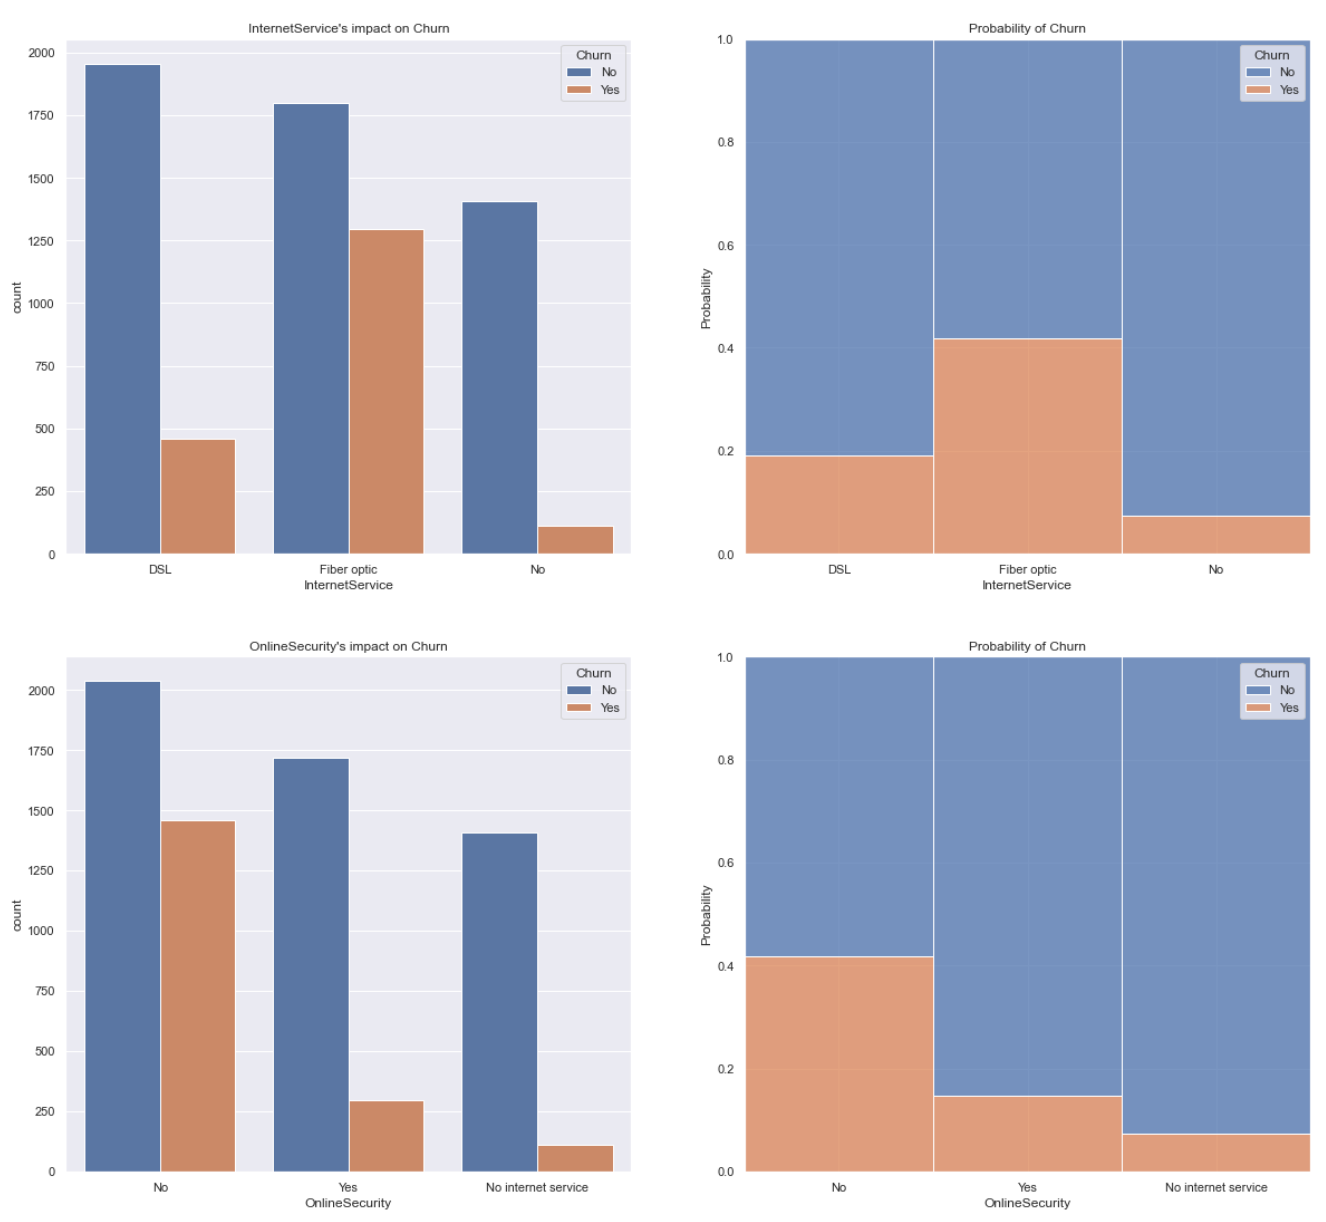 InternetService's impact on Churn
2000
1750
1500
1250
1000
750
500
250
0
count
Churn
No
Yes
DSL
Fiber optic
No
InternetService
Probability of Churn
1.0
0.8
0.6
0.4
0.2
0.0
Probability
Churn
No
Yes
DSL
Fiber optic
No
InternetService
OnlineSecurity's impact on Churn
2000
1750
1500
1250
1000
750
500
250
0
count
Churn
No
Yes
No
Yes
No internet service
OnlineSecurity
Probability of Churn
1.0
0.8
0.6
0.4
0.2
0.0
Probability
Churn
No
Yes
No
Yes
No internet service
OnlineSecurity